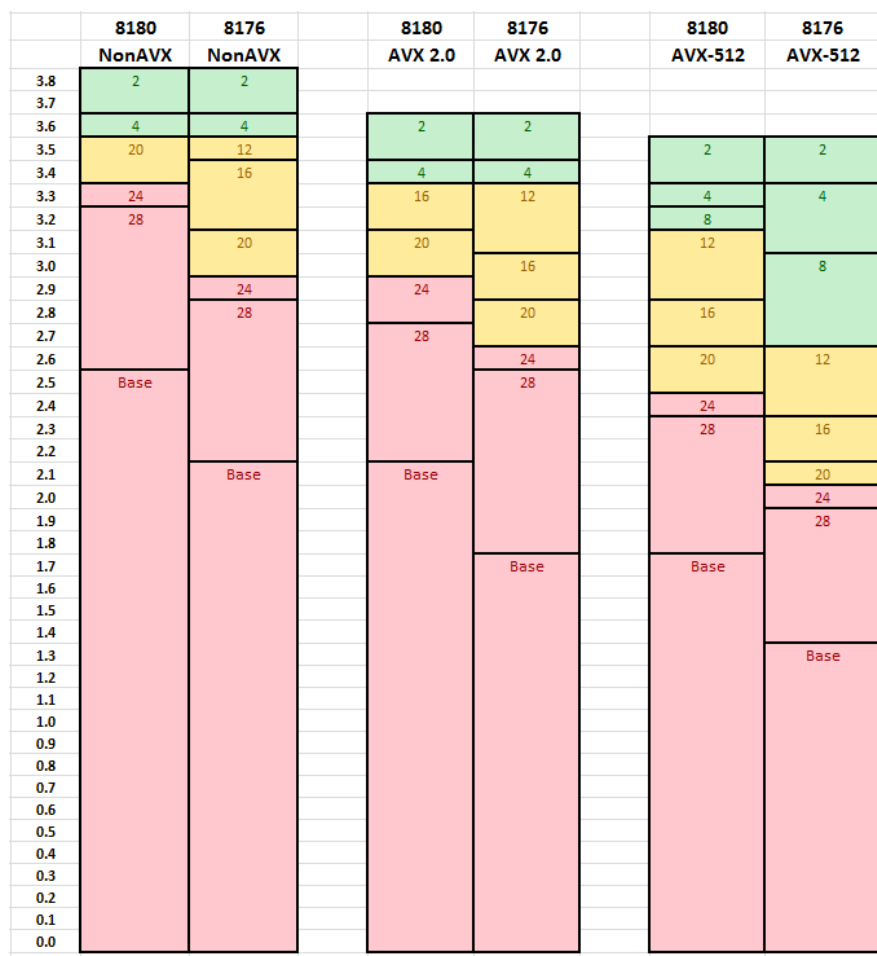 8180 8176 8180 8176 8180 8176
NonAVX NonAVX AVX 2.0 AVX 2.0 AVX-512 AVX-512
3.8 2 2
3.7
3.6 4 4 2 2
3.5 20 12 2 2
3.4 16 4 4
3.3 24 16 12 4 4
3.2 28 8
3.1 20 20 12
3.0 16 8
2.9 24 24
2.8 28 20 16
2.7 28
2.6 24 20 12
2.5 Base 28
2.4 24
2.3 28 16
2.2
2.1 Base Base 20
2.0 24
1.9 28
1.8
1.7 Base Base
1.6
1.5
1.4
1.3 Base
1.2
1.1
1.0
0.9
0.8
0.7
0.6
0.5
0.4
0.3
0.2
0.1
0.0